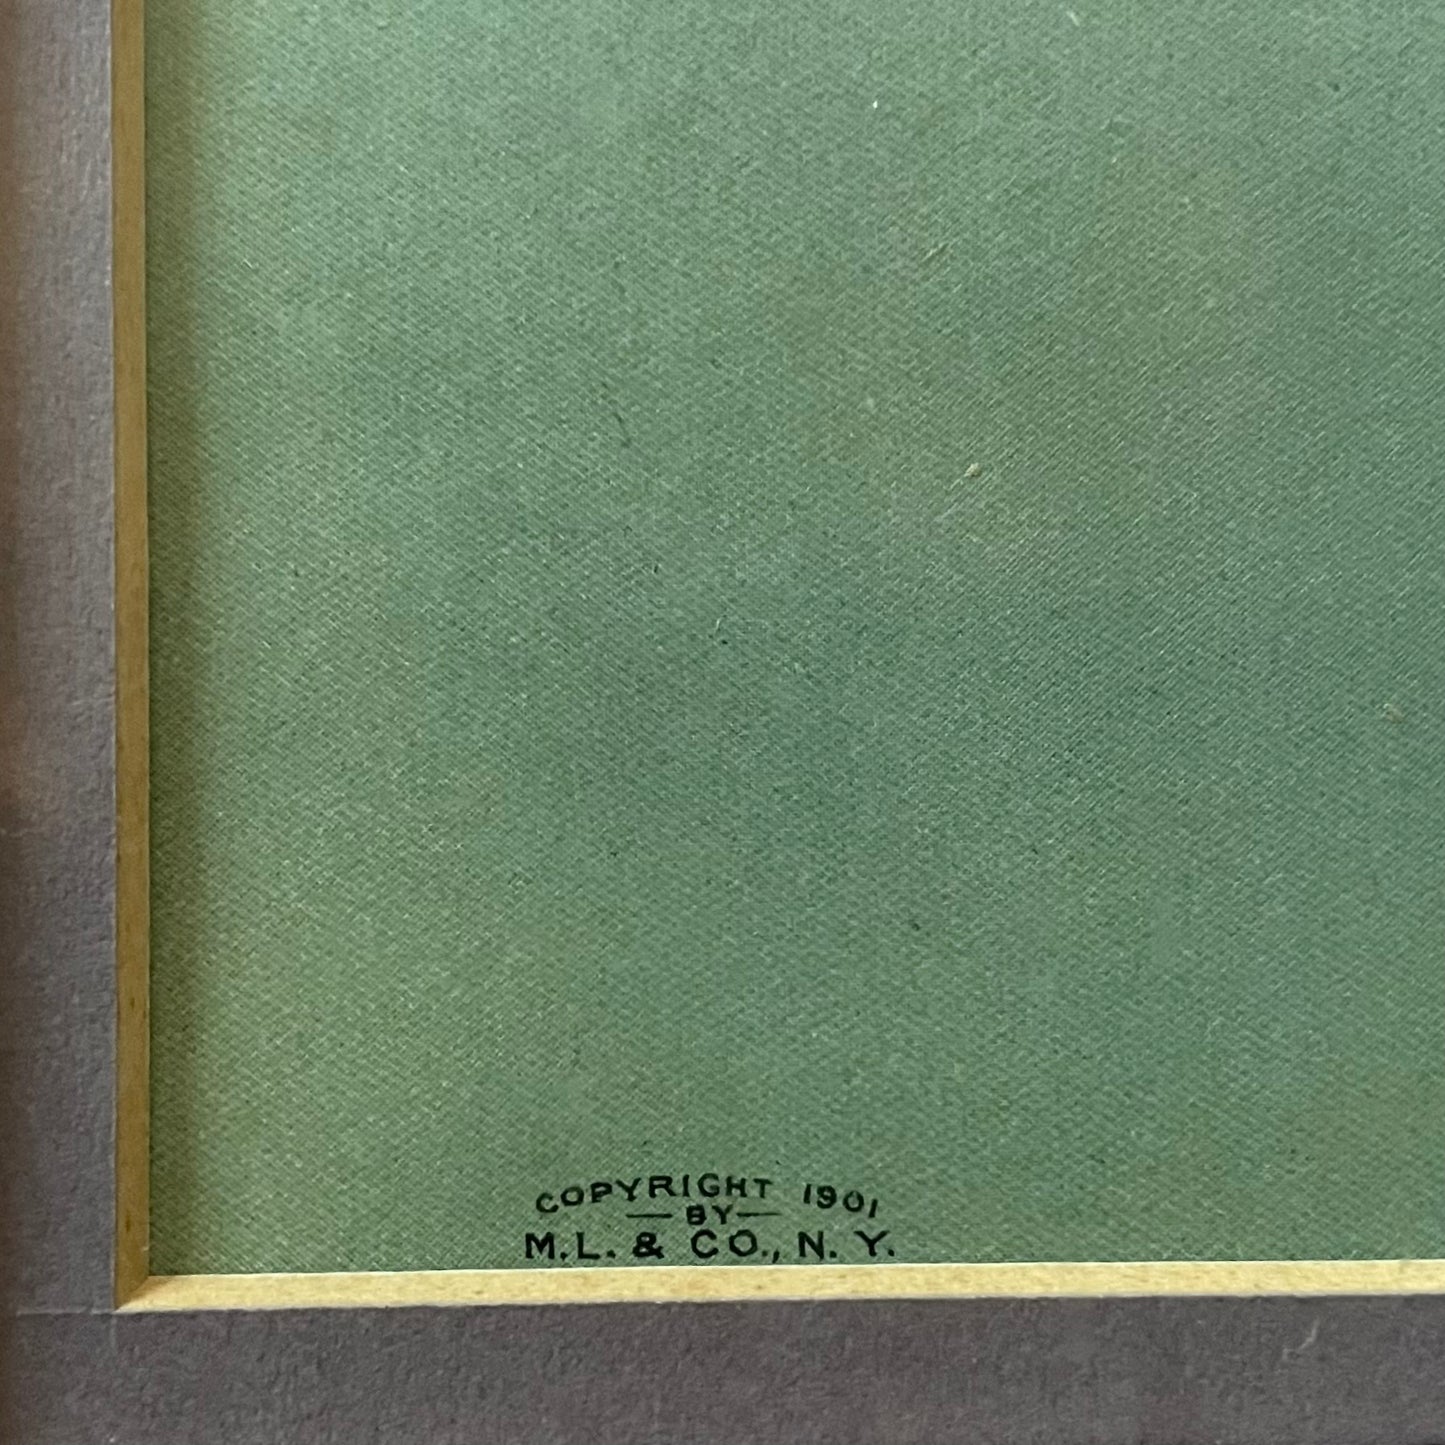 COPYRIGHT 1901
—BY—
M.L. & CO., N. Y.